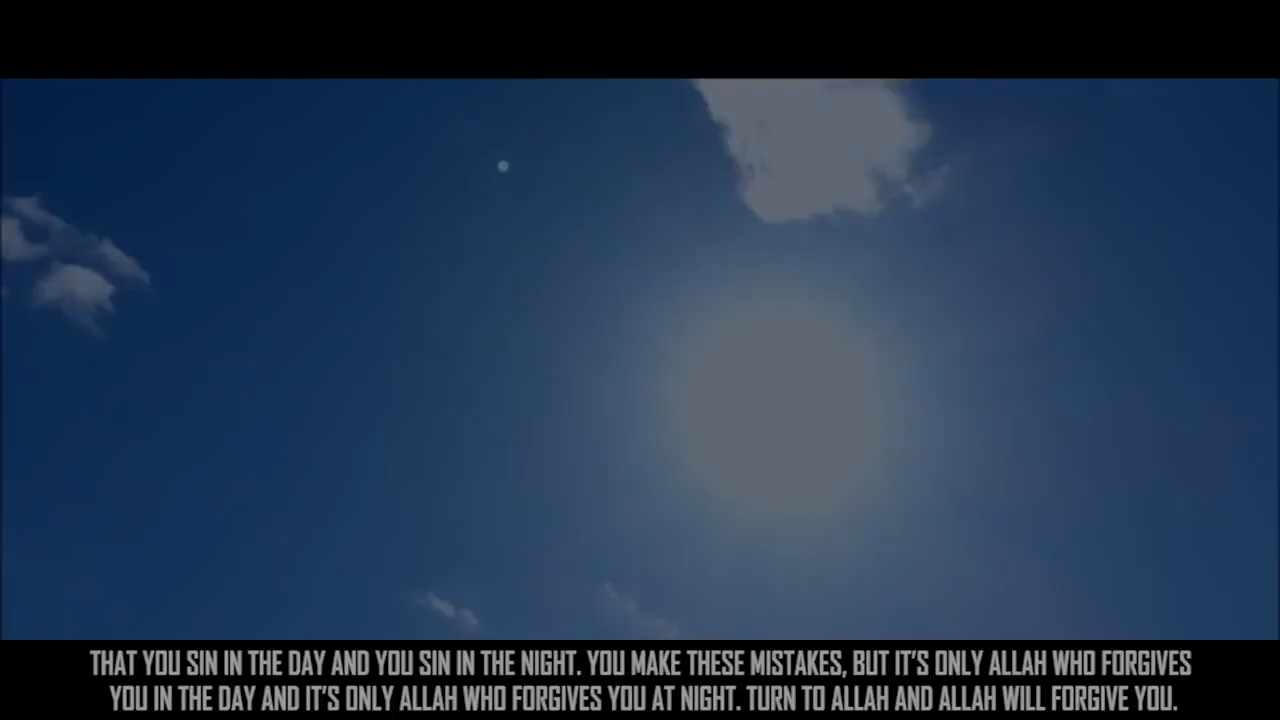 THAT YOU SIN IN THE DAY AND YOU SIN IN THE NIGHT. YOU MAKE THESE MISTAKES, BUT IT'S ONLY ALLAH WHO FORGIVES
YOU IN THE DAY AND IT'S ONLY ALLAH WHO FORGIVES YOU AT NIGHT. TURN TO ALLAH AND ALLAH WILL FORGIVE YOU.